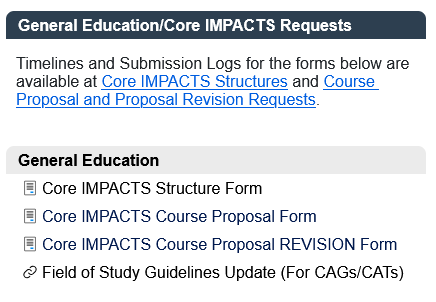 General Education/Core IMPACTS Requests
Timelines and Submission Logs for the forms below are
available at Core IMPACTS Structures and Course
Proposal and Proposal Revision Requests.
General Education
Core IMPACTS Structure Form
Core IMPACTS Course Proposal Form
Core IMPACTS Course Proposal REVISION Form
Field of Study Guidelines Update (For CAGs/CATs)